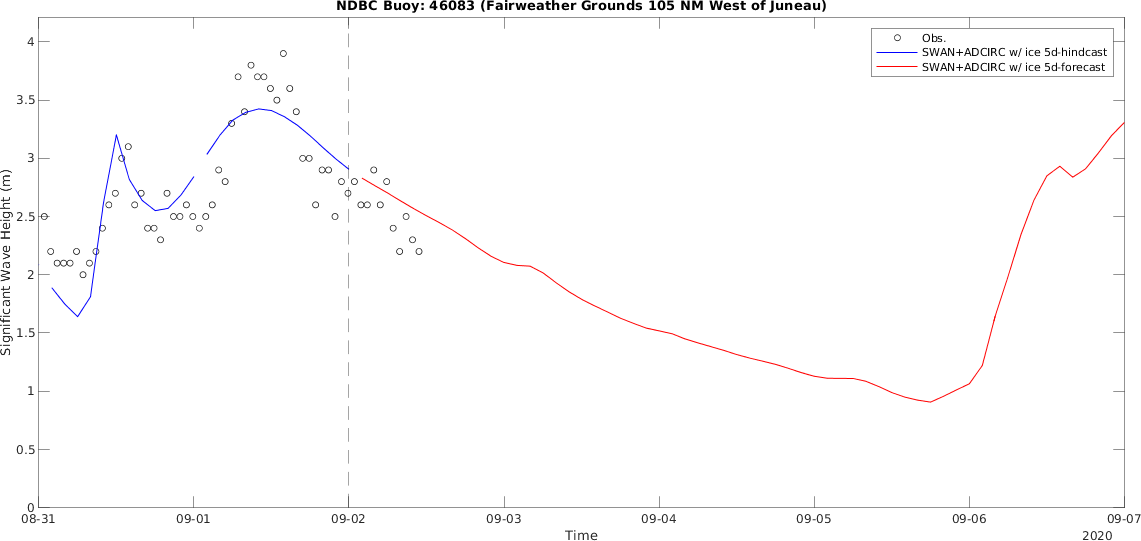 NDBC Buoy: 46083 (Fairweather Grounds 105 NM West of Juneau)
Obs.
SWAN+ADCIRC w/ ice 5d-hindcast
SWAN+ADCIRC w/ ice 5d-forecast
Significant Wave Height (m)
4
3.5
3
2.5
2
1.5
1
0.5
0
08-31 09-01 09-02 09-03 09-04 09-05 09-06 09-07
Time
2020